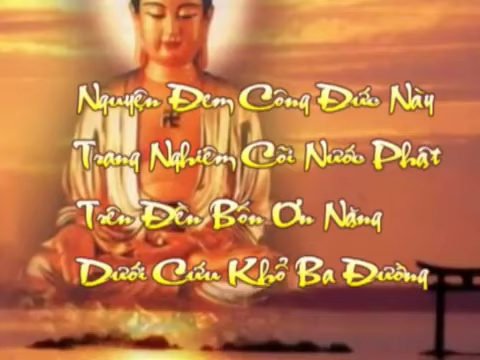 Nguyện Đem Công Đức Này
Trang Nghiêm Cõi Nước Phật
Trên Đền Bốn Ơn Nặng
Dưới Cứu Khổ Ba Đường